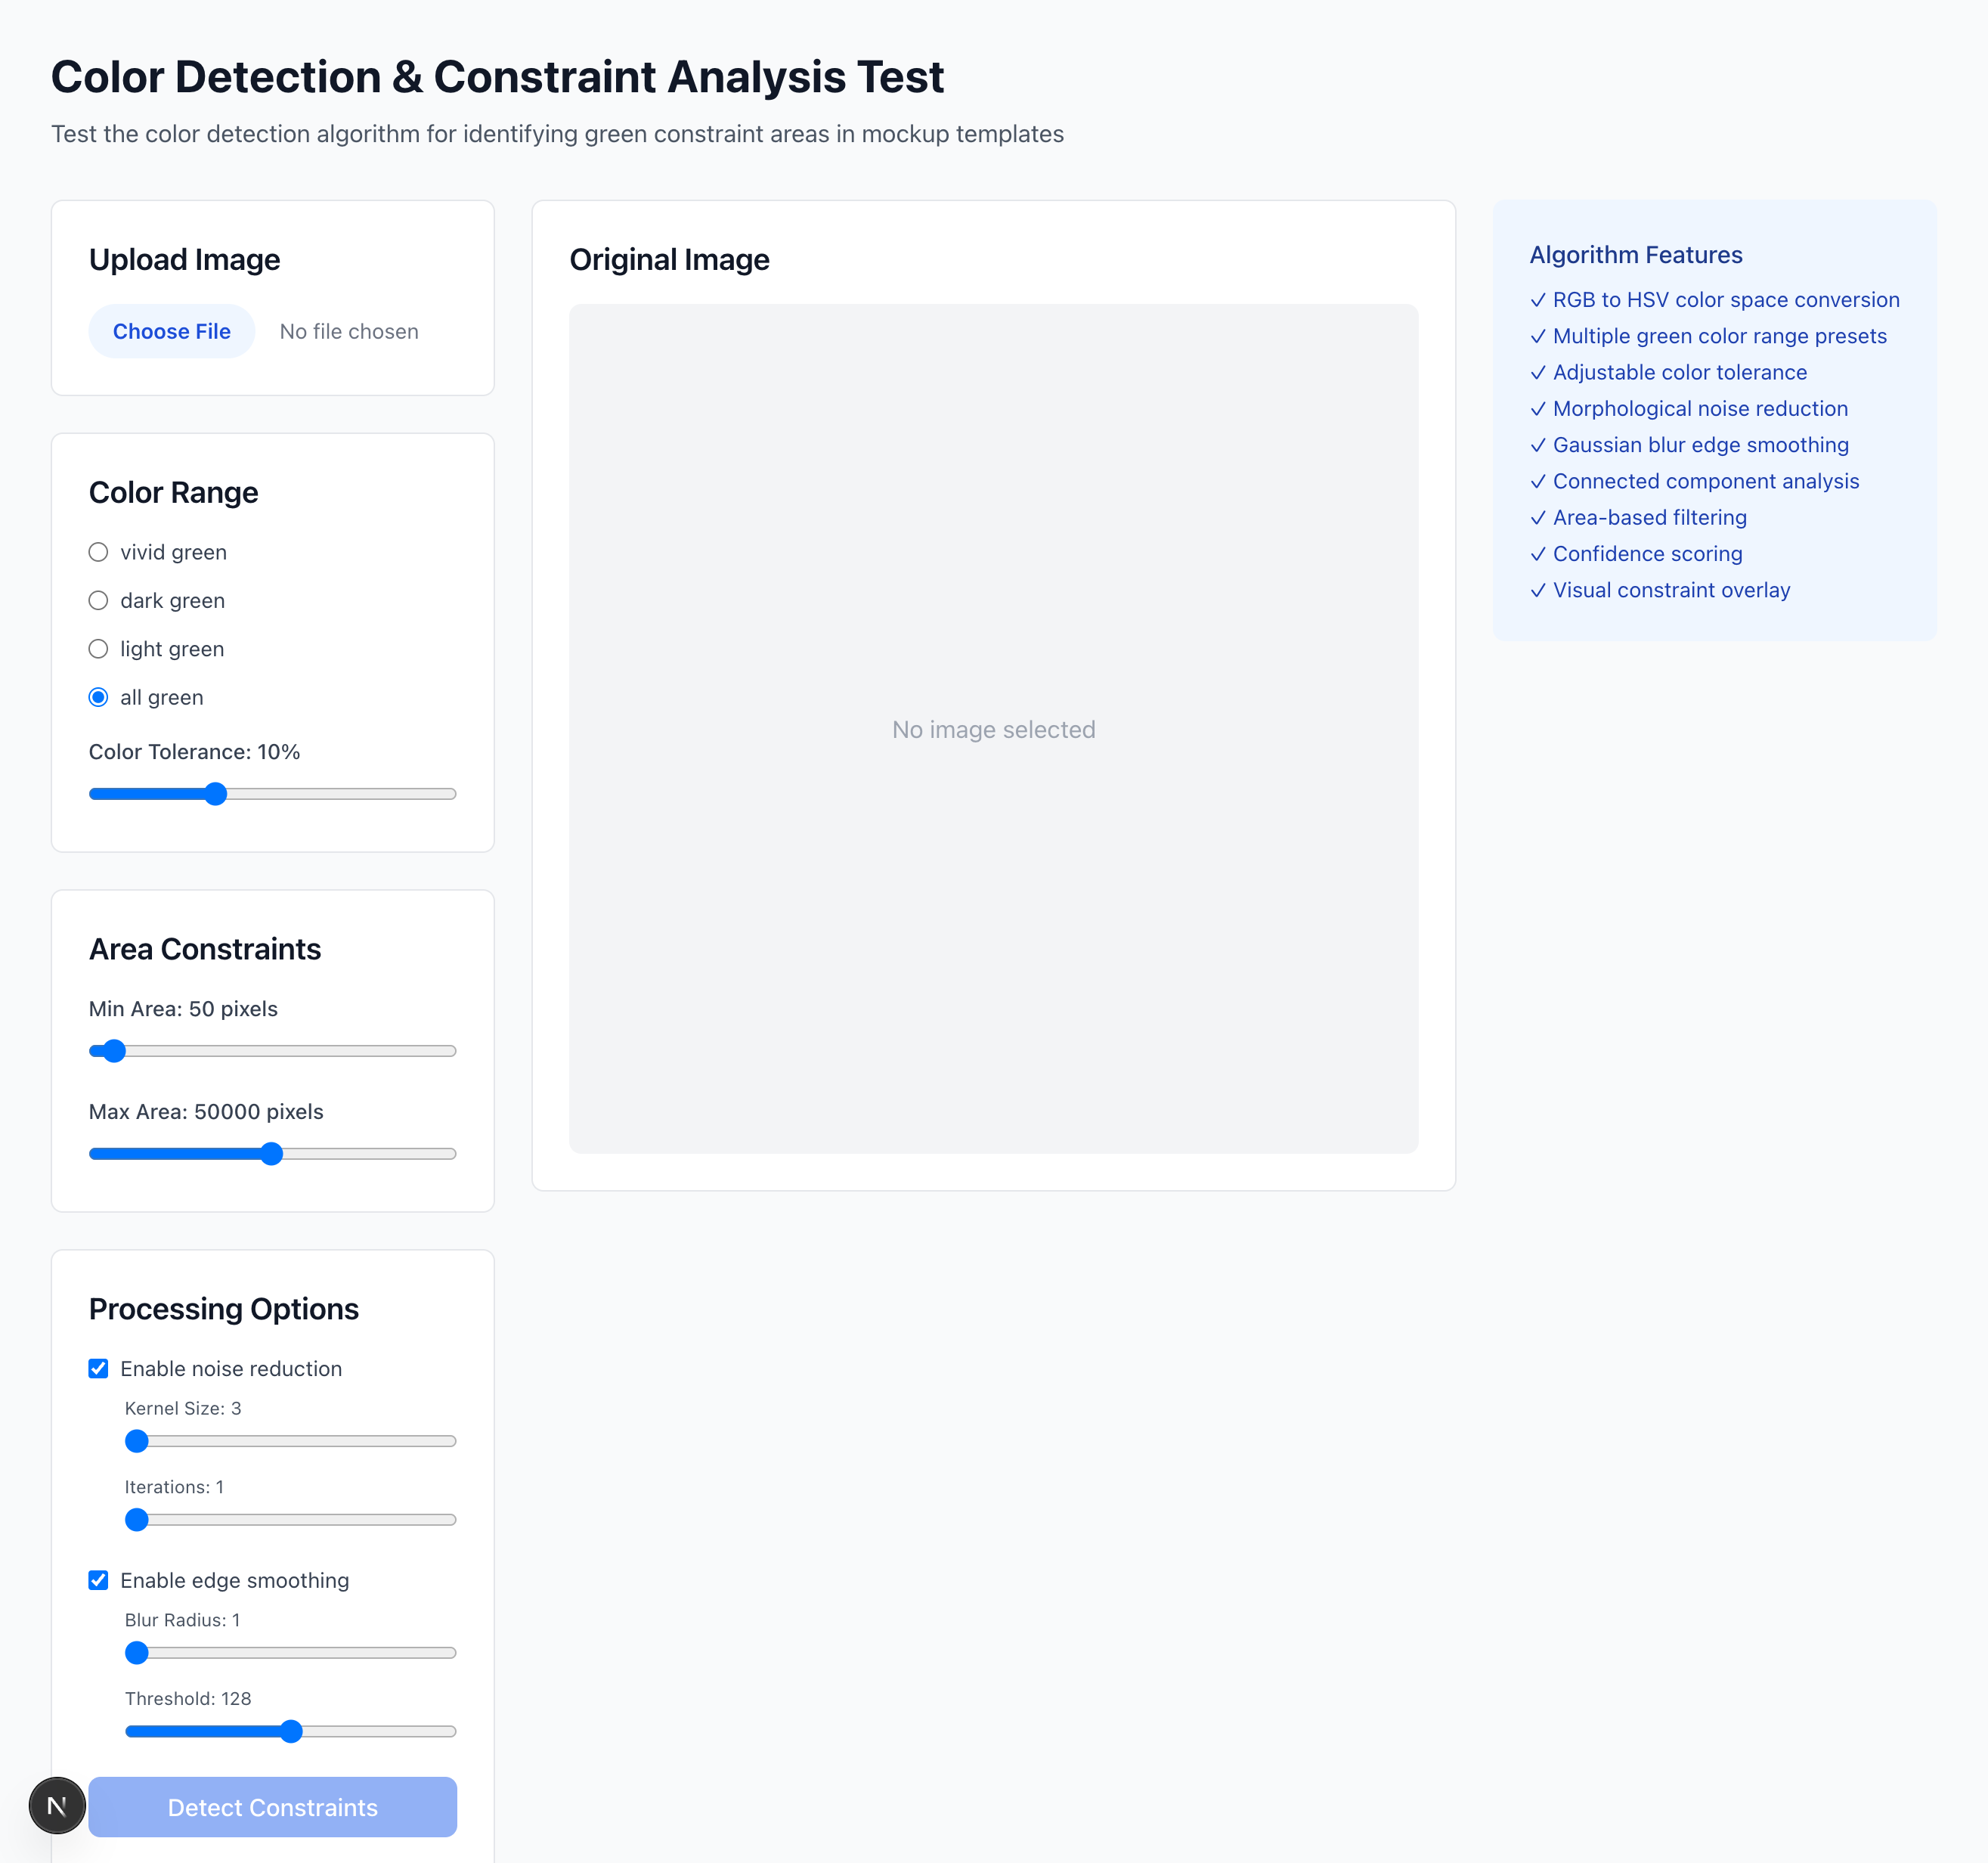 Color Detection & Constraint Analysis Test
Test the color detection algorithm for identifying green constraint areas in mockup templates
Upload Image
Choose File No file chosen
Color Range
vivid green
dark green
light green
all green
Color Tolerance: 10%
Area Constraints
Min Area: 50 pixels
Max Area: 50000 pixels
Processing Options
Enable noise reduction
Kernel Size: 3
Iterations: 1
Enable edge smoothing
Blur Radius: 1
Threshold: 128
N
Detect Constraints
Original Image
No image selected
Algorithm Features
✓ RGB to HSV color space conversion
✓ Multiple green color range presets
✓ Adjustable color tolerance
✓ Morphological noise reduction
✓ Gaussian blur edge smoothing
✓ Connected component analysis
✓ Area-based filtering
✓ Confidence scoring
✓ Visual constraint overlay